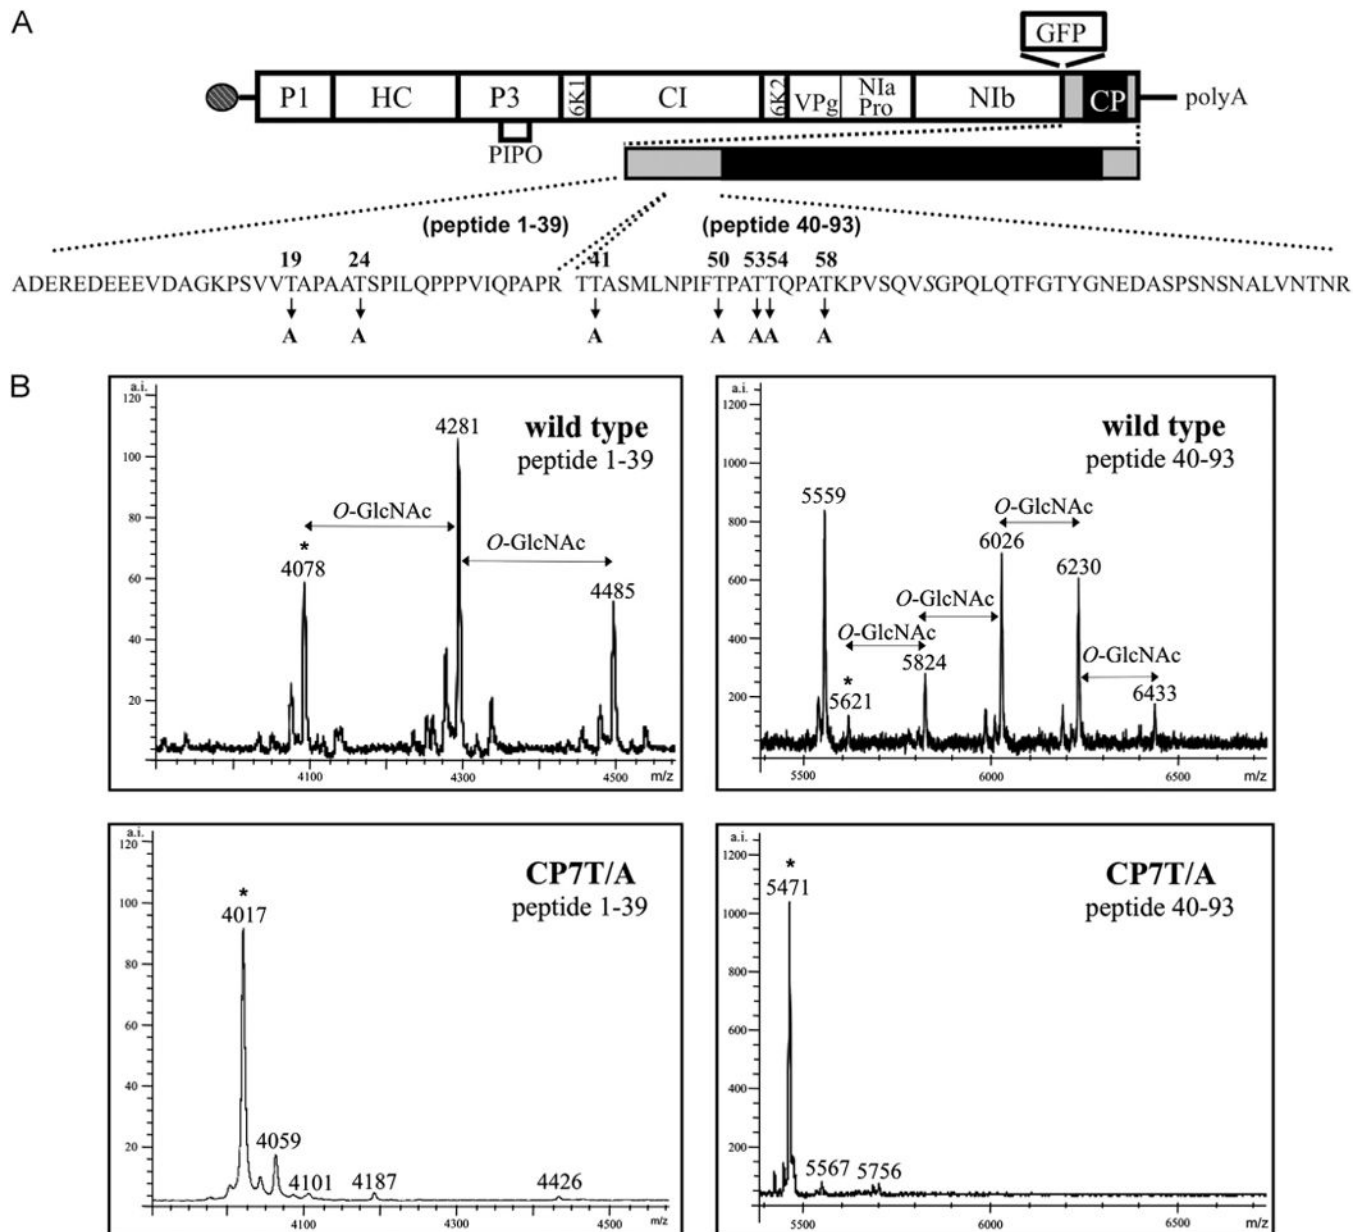 A
GFP
P1 HC P3 6K1 CI 6K2 VPg NIa Pro NIb CP polyA
PIPO
(peptide 1-39) (peptide 40-93)
19 24 41 50 5354 58
ADEREDEEEVDAGKPSVVTAPAATSPILQPPPVIQPAPR TTASMLNPIFTPATTQPATKPVSQVSGPQLQTFGTYGNEDASPSNSNALVNTNR
A A A A AA A
B
a.i.
120
100
80
60
40
20
4100 4300 4500 m/z
wild type
peptide 1-39
4281
O-GlcNAc
O-GlcNAc
*
4078
4485
a.i.
1200
1000
800
600
400
200
5500 6000 6500 m/z
wild type
peptide 40-93
5559
O-GlcNAc
6026
6230
O-GlcNAc
O-GlcNAc
5824
O-GlcNAc
*
5621
6433
a.i.
120
100
80
60
40
20
4100 4300 4500 m/z
CP7T/A
peptide 1-39
*
4017
4059
4101
4187
4426
a.i.
1200
1000
800
600
400
200
5500 6000 6500 m/z
CP7T/A
peptide 40-93
*
5471
5567
5756